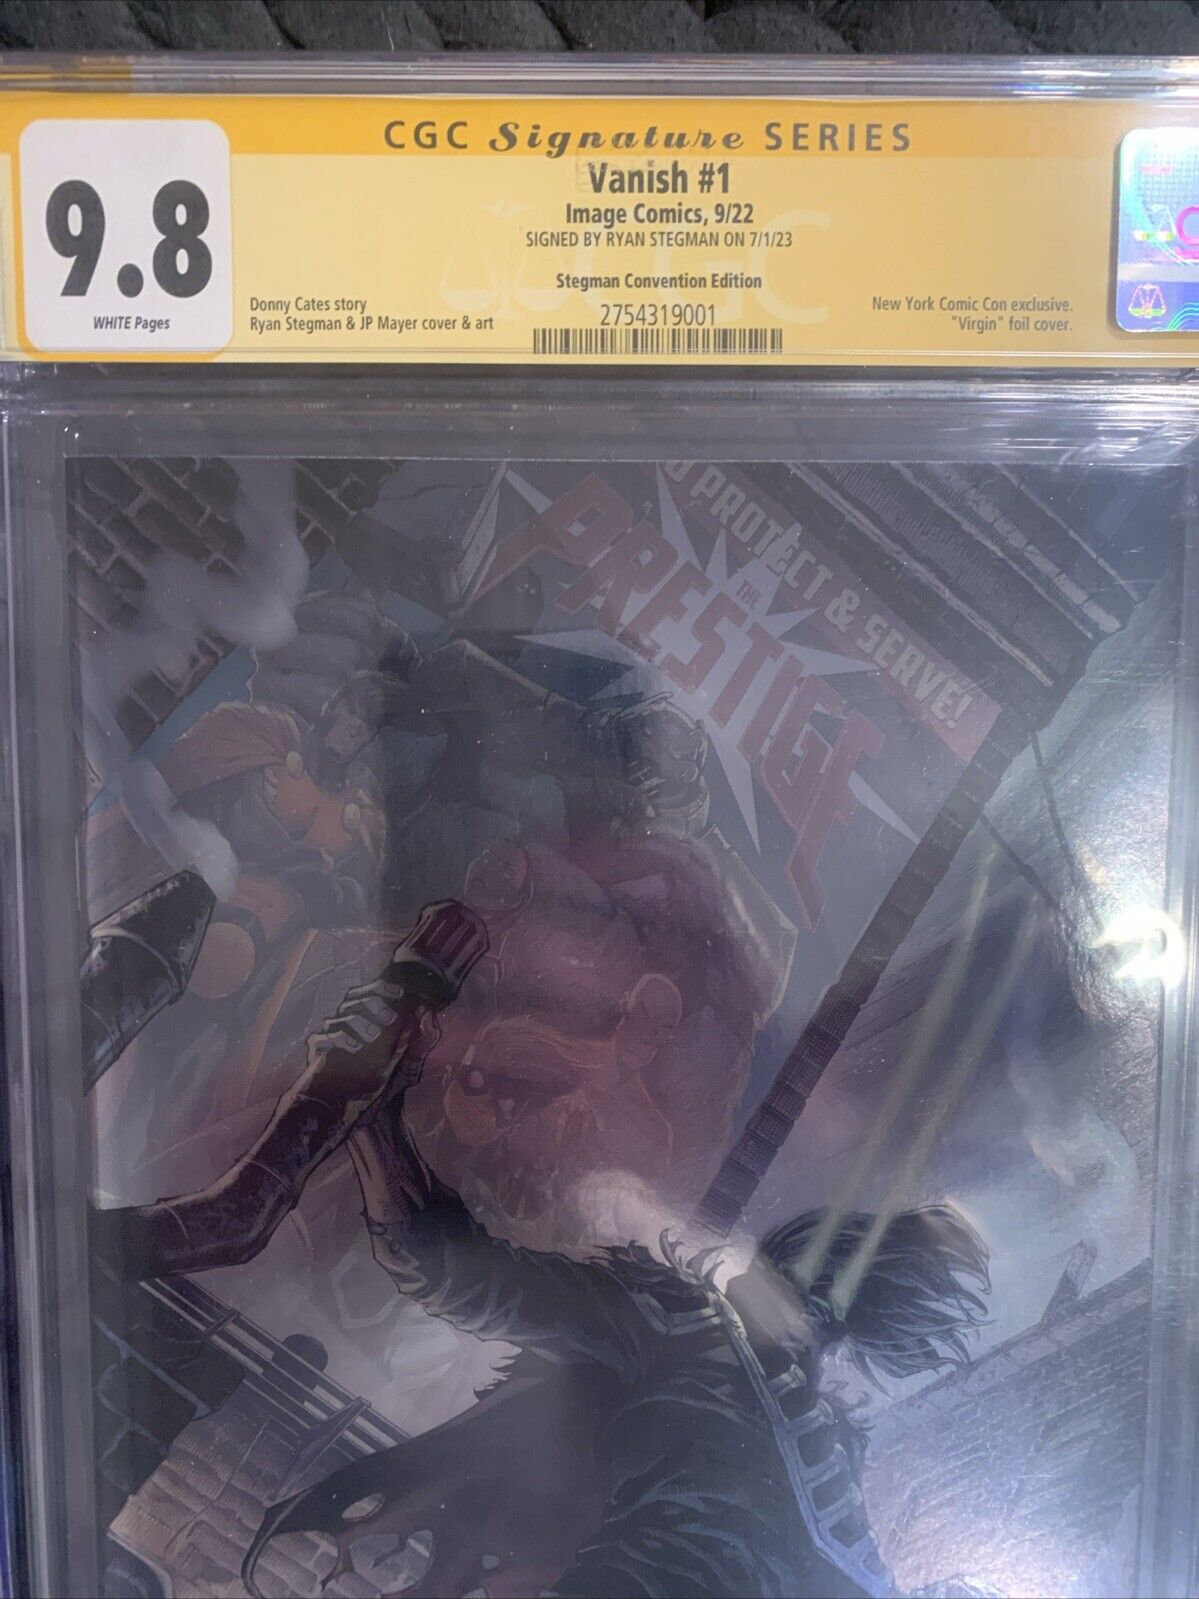 CGC Signature SERIES
9.8
WHITE Pages
Vanish #1
Image Comics, 9/22
SIGNED BY RYAN STEGMAN ON 7/1/23
Stegman Convention Edition
2754319001
Donny Cates story
Ryan Stegman & JP Mayer cover & art
New York Comic Con exclusive.
"Virgin" foil cover.
PROTECT & SERVE!
THE
PRESTIGE